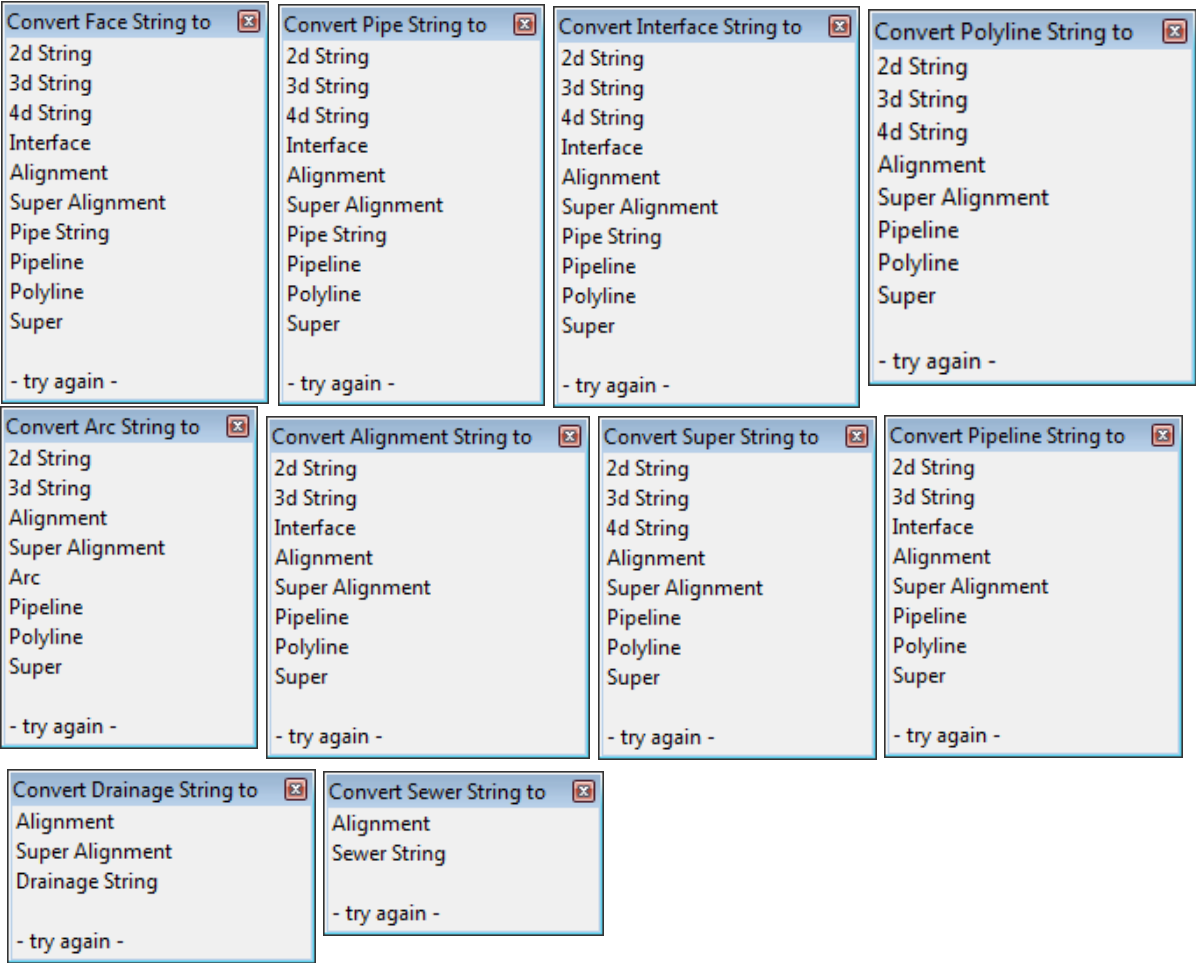 Convert Face String to
2d String
3d String
4d String
Interface
Alignment
Super Alignment
Pipe String
Pipeline
Polyline
Super
- try again -
Convert Pipe String to
2d String
3d String
4d String
Interface
Alignment
Super Alignment
Pipe String
Pipeline
Polyline
Super
- try again -
Convert Interface String to
2d String
3d String
4d String
Interface
Alignment
Super Alignment
Pipe String
Pipeline
Polyline
Super
- try again -
Convert Polyline String to
2d String
3d String
4d String
Alignment
Super Alignment
Pipeline
Polyline
Super
- try again -
Convert Arc String to
2d String
3d String
Alignment
Super Alignment
Arc
Pipeline
Polyline
Super
- try again -
Convert Alignment String to
2d String
3d String
Interface
Alignment
Super Alignment
Pipeline
Polyline
Super
- try again -
Convert Super String to
2d String
3d String
4d String
Alignment
Super Alignment
Pipeline
Polyline
Super
- try again -
Convert Pipeline String to
2d String
3d String
Interface
Alignment
Super Alignment
Pipeline
Polyline
Super
- try again -
Convert Drainage String to
Alignment
Super Alignment
Drainage String
- try again -
Convert Sewer String to
Alignment
Sewer String
- try again -